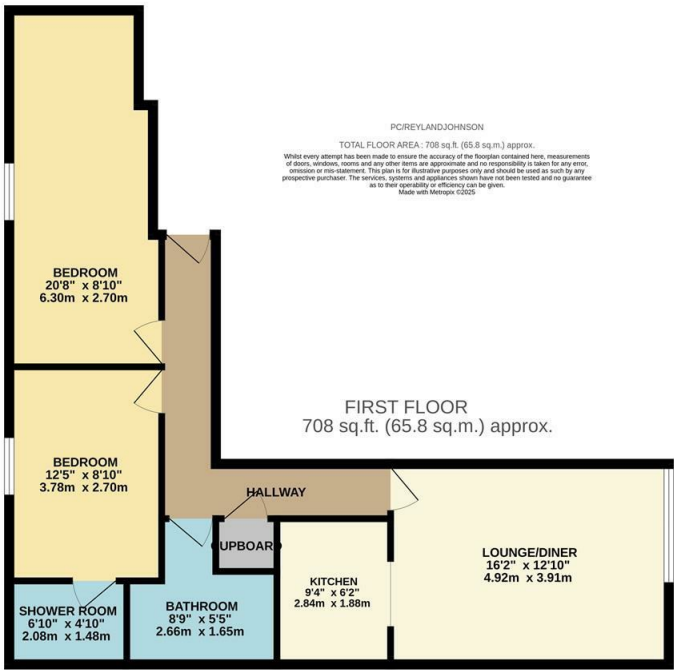 PC/REYLANDJOHNSON
TOTAL FLOOR AREA : 708 sq.ft. (65.8 sq.m.) approx.
Whilst every attempt has been made to ensure the accuracy of the floorplan contained here, measurements
of doors, windows, rooms and any other items are approximate and no responsibility is taken for any error,
omission or mis-statement. This plan is for illustrative purposes only and should be used as such by any
prospective purchaser. The services, systems and appliances shown have not been tested and no guarantee
as to their operability or efficiency can be given.
Made with Metropix ©2025
BEDROOM
20'8" x 8'10"
6.30m x 2.70m
FIRST FLOOR
708 sq.ft. (65.8 sq.m.) approx.
BEDROOM
12'5" x 8'10"
3.78m x 2.70m
HALLWAY
CUPBOARD
LOUNGE/DINER
16'2" x 12'10"
4.92m x 3.91m
KITCHEN
9'4" x 6'2"
2.84m x 1.88m
SHOWER ROOM
6'10" x 4'10"
2.08m x 1.48m
BATHROOM
8'9" x 5'5"
2.66m x 1.65m